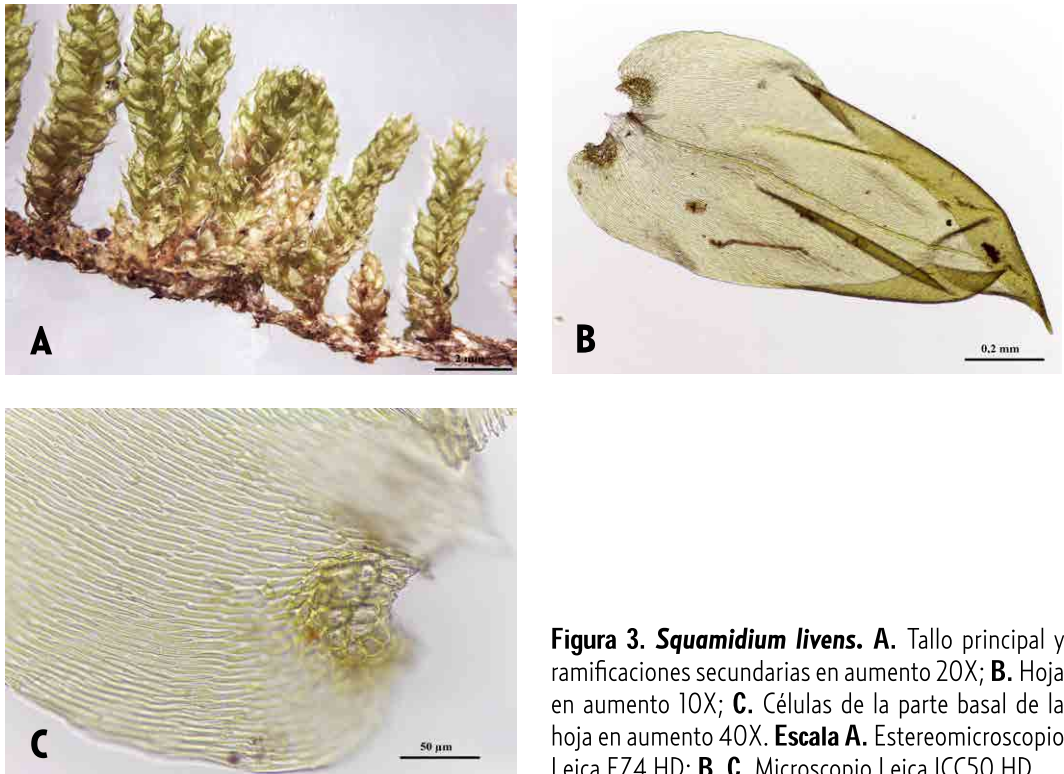 A
2 mm
B
0,2 mm
C
50 µm
Figura 3. Squamidium livens. A. Tallo principal y
ramificaciones secundarias en aumento 20X; B. Hoja
en aumento 10X; C. Células de la parte basal de la
hoja en aumento 40X. Escala A. Estereomicroscopio
Leica EZ4 HD; B, C. Microscopio Leica ICC50 HD.